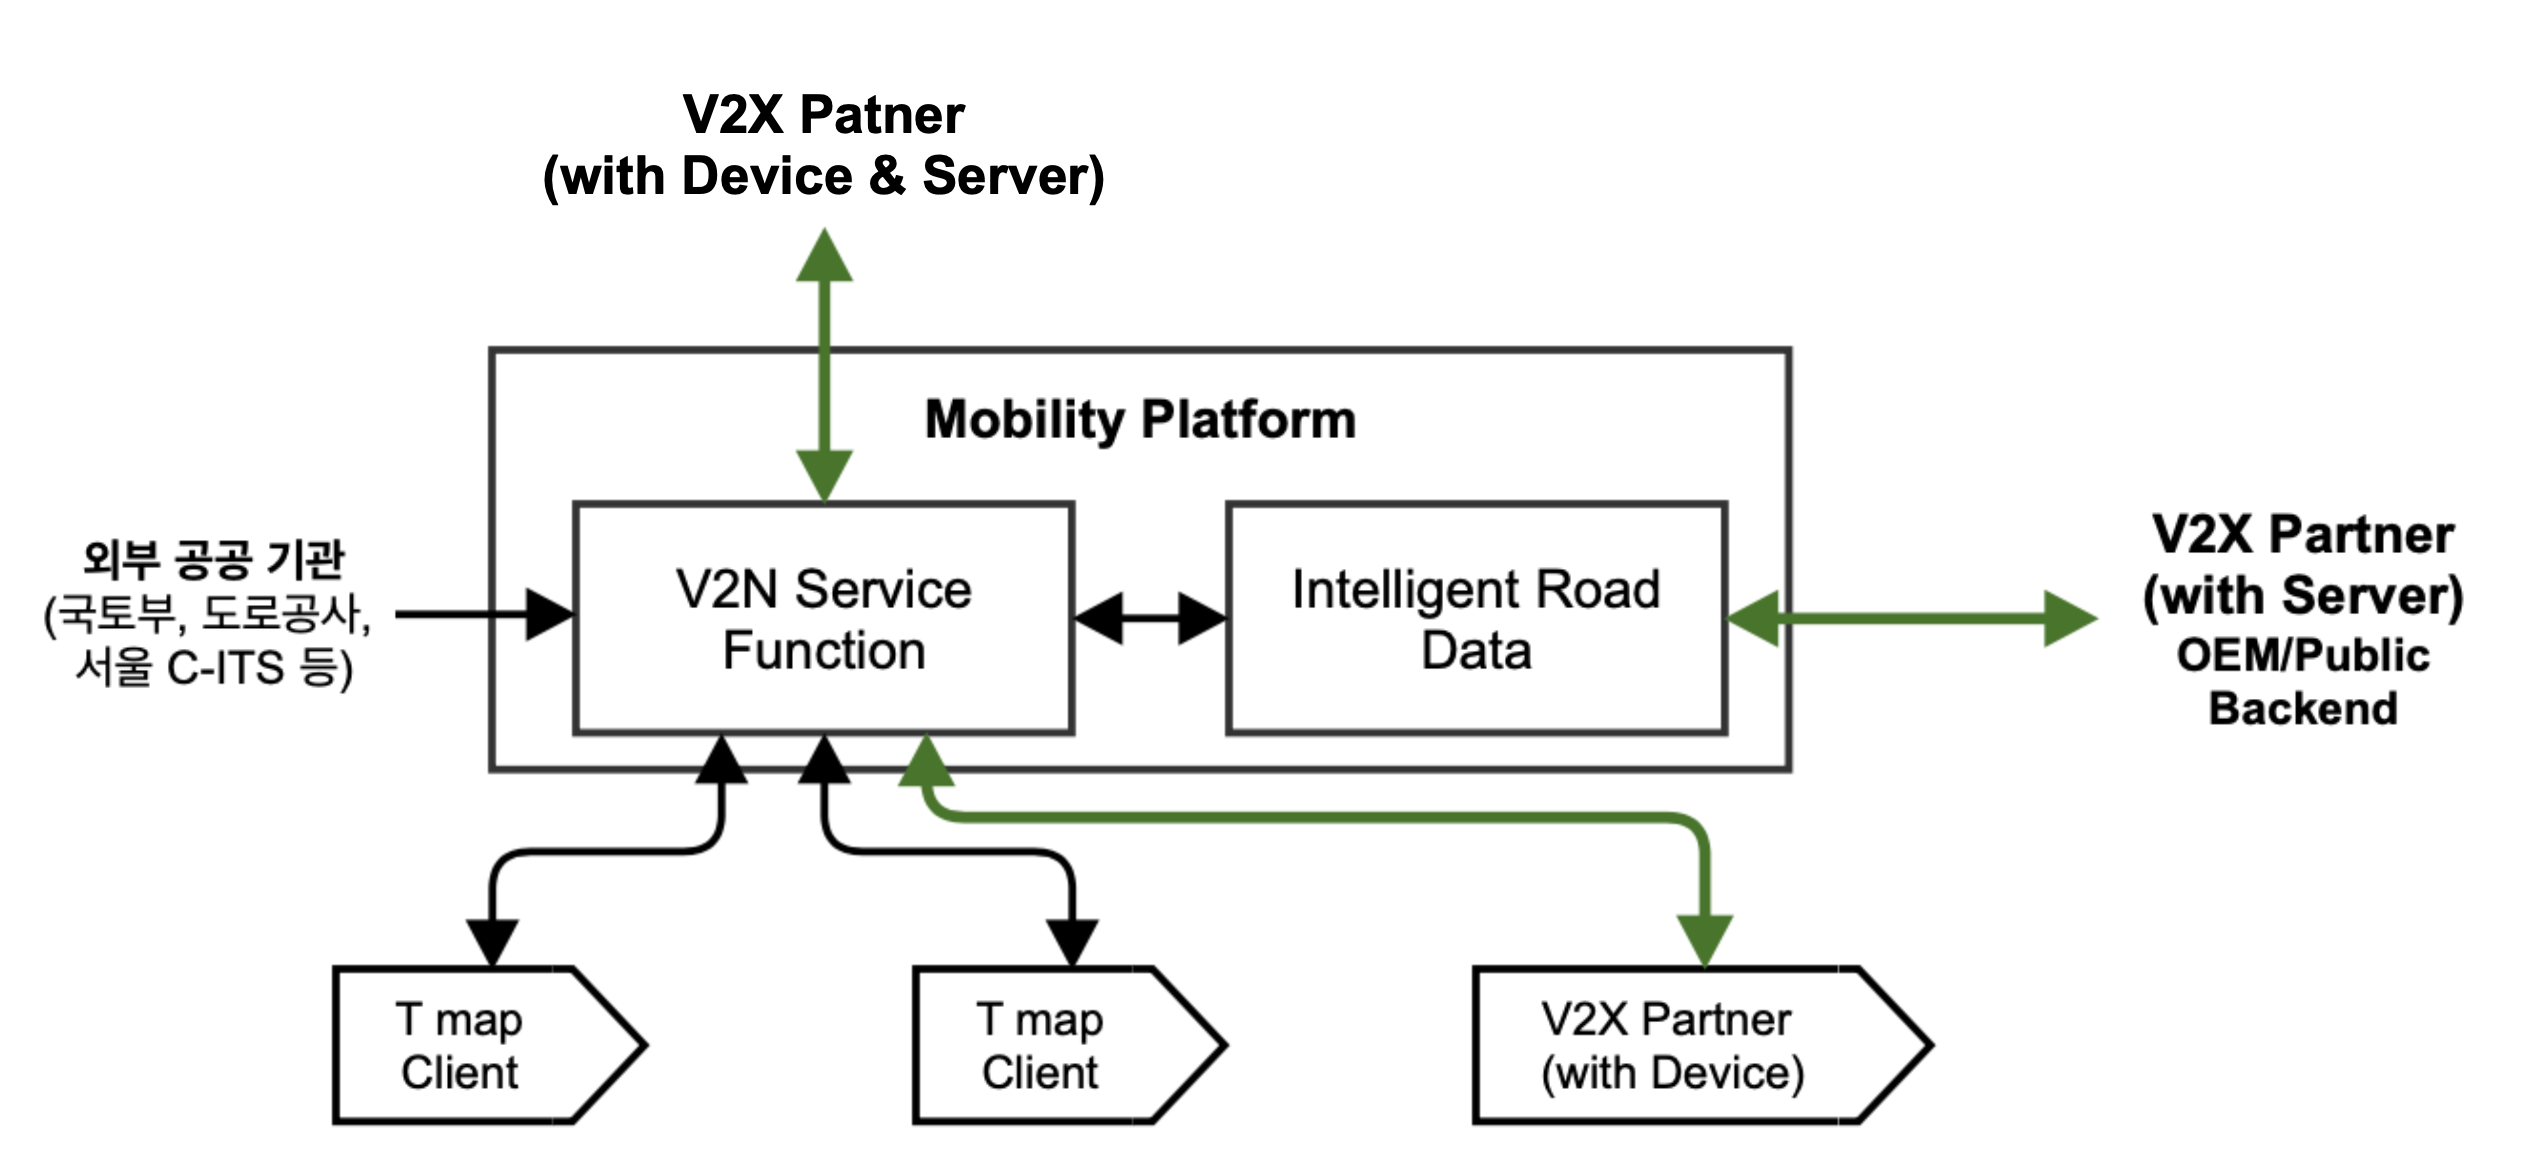 V2X Patner
(with Device & Server)
Mobility Platform
외부 공공 기관
(국토부, 도로공사,
서울 C-ITS 등)
V2N Service
Function
Intelligent Road
Data
V2X Partner
(with Server)
OEM/Public
Backend
T map
Client
T map
Client
V2X Partner
(with Device)